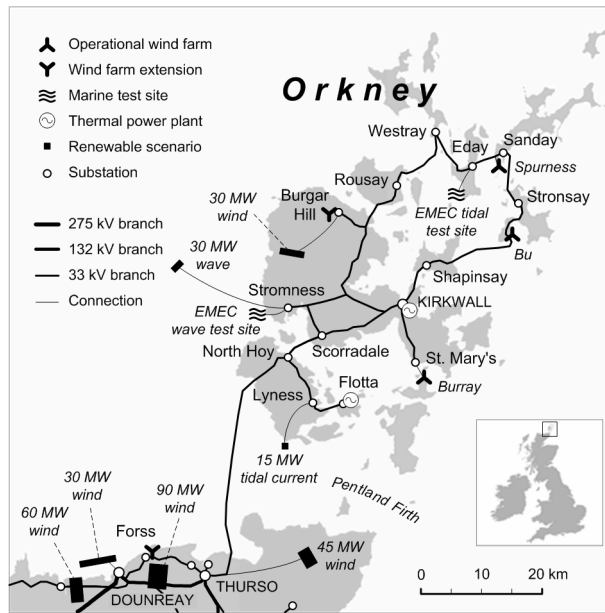 Operational wind farm
Wind farm extension
Marine test site
Thermal power plant
Renewable scenario
Substation
275 kV branch
132 kV branch
33 kV branch
Connection
Orkney
Westray
Eday
Sanday
Spurness
Rousay
Burgar
Hill
30 MW
wind
EMEC tidal
test site
Stronsay
Bu
30 MW
wave
Shapinsay
Stromness
EMEC
wave test site
KIRKWALL
North Hoy
Scorradale
St. Mary's
Burray
Lyness
Flotta
15 MW
tidal current
Pentland Firth
30 MW
wind
60 MW
wind
90 MW
wind
Forss
45 MW
wind
DOUNREAY
THURSO
0 10 20 km